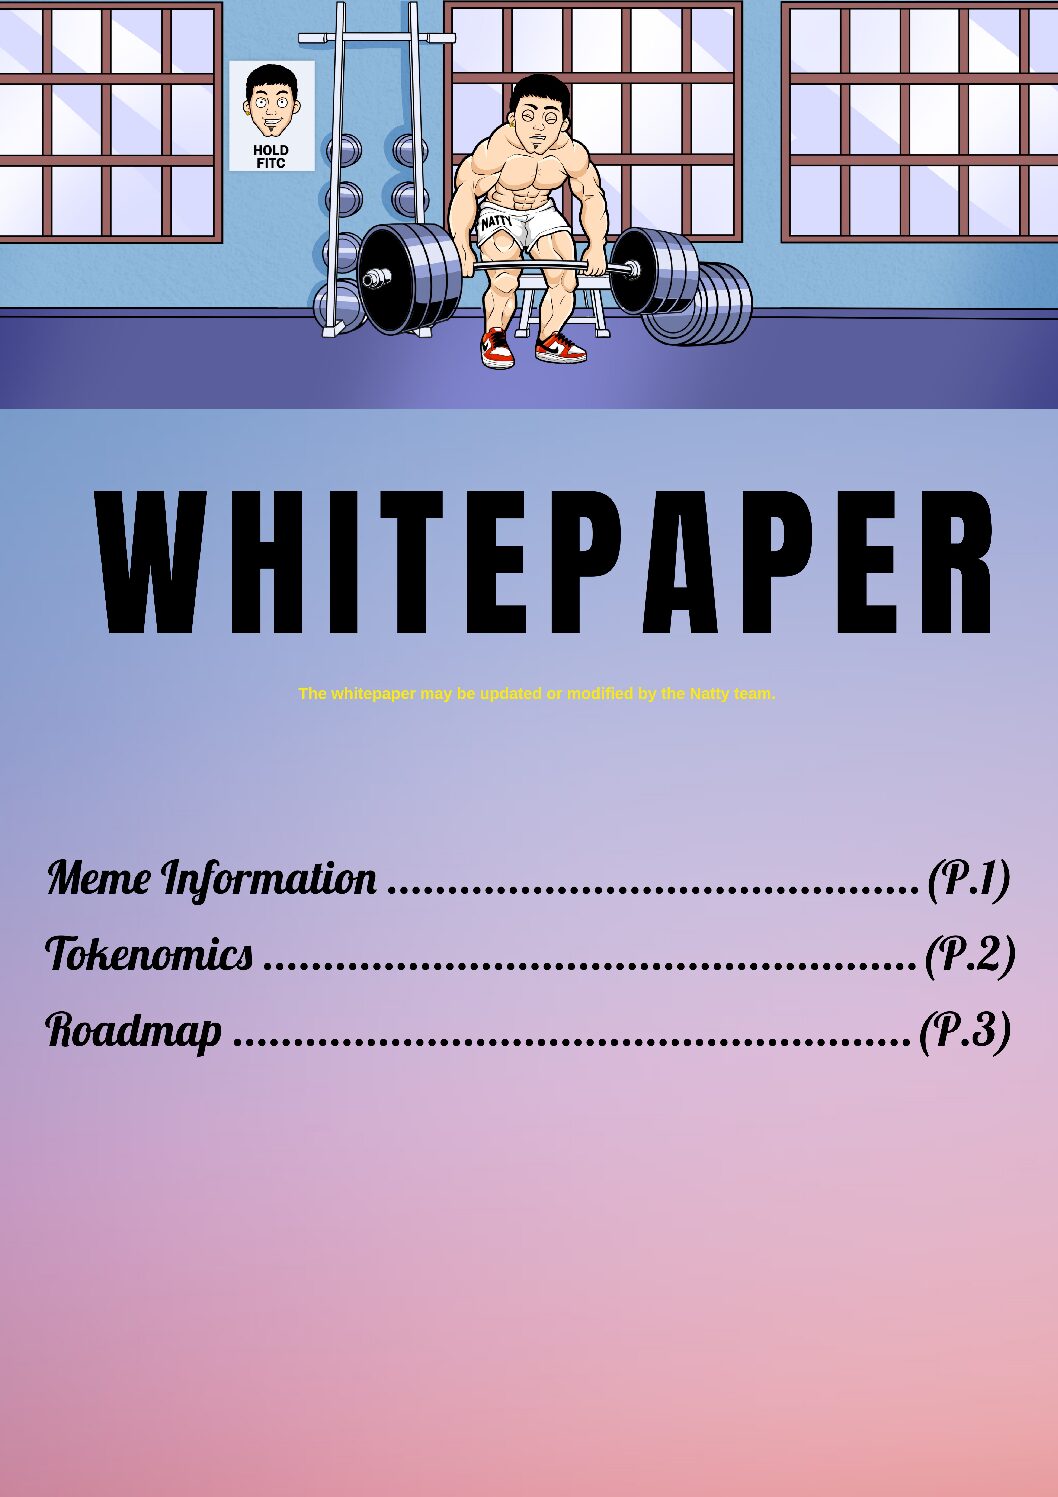 HOLD
FITC
NATTY
WHITEPAPER
The whitepaper may be updated or modified by the Natty team.
Meme Information ............................................ (P.1)
Tokenomics ...................................................... (P.2)
Roadmap ........................................................ (P.3)